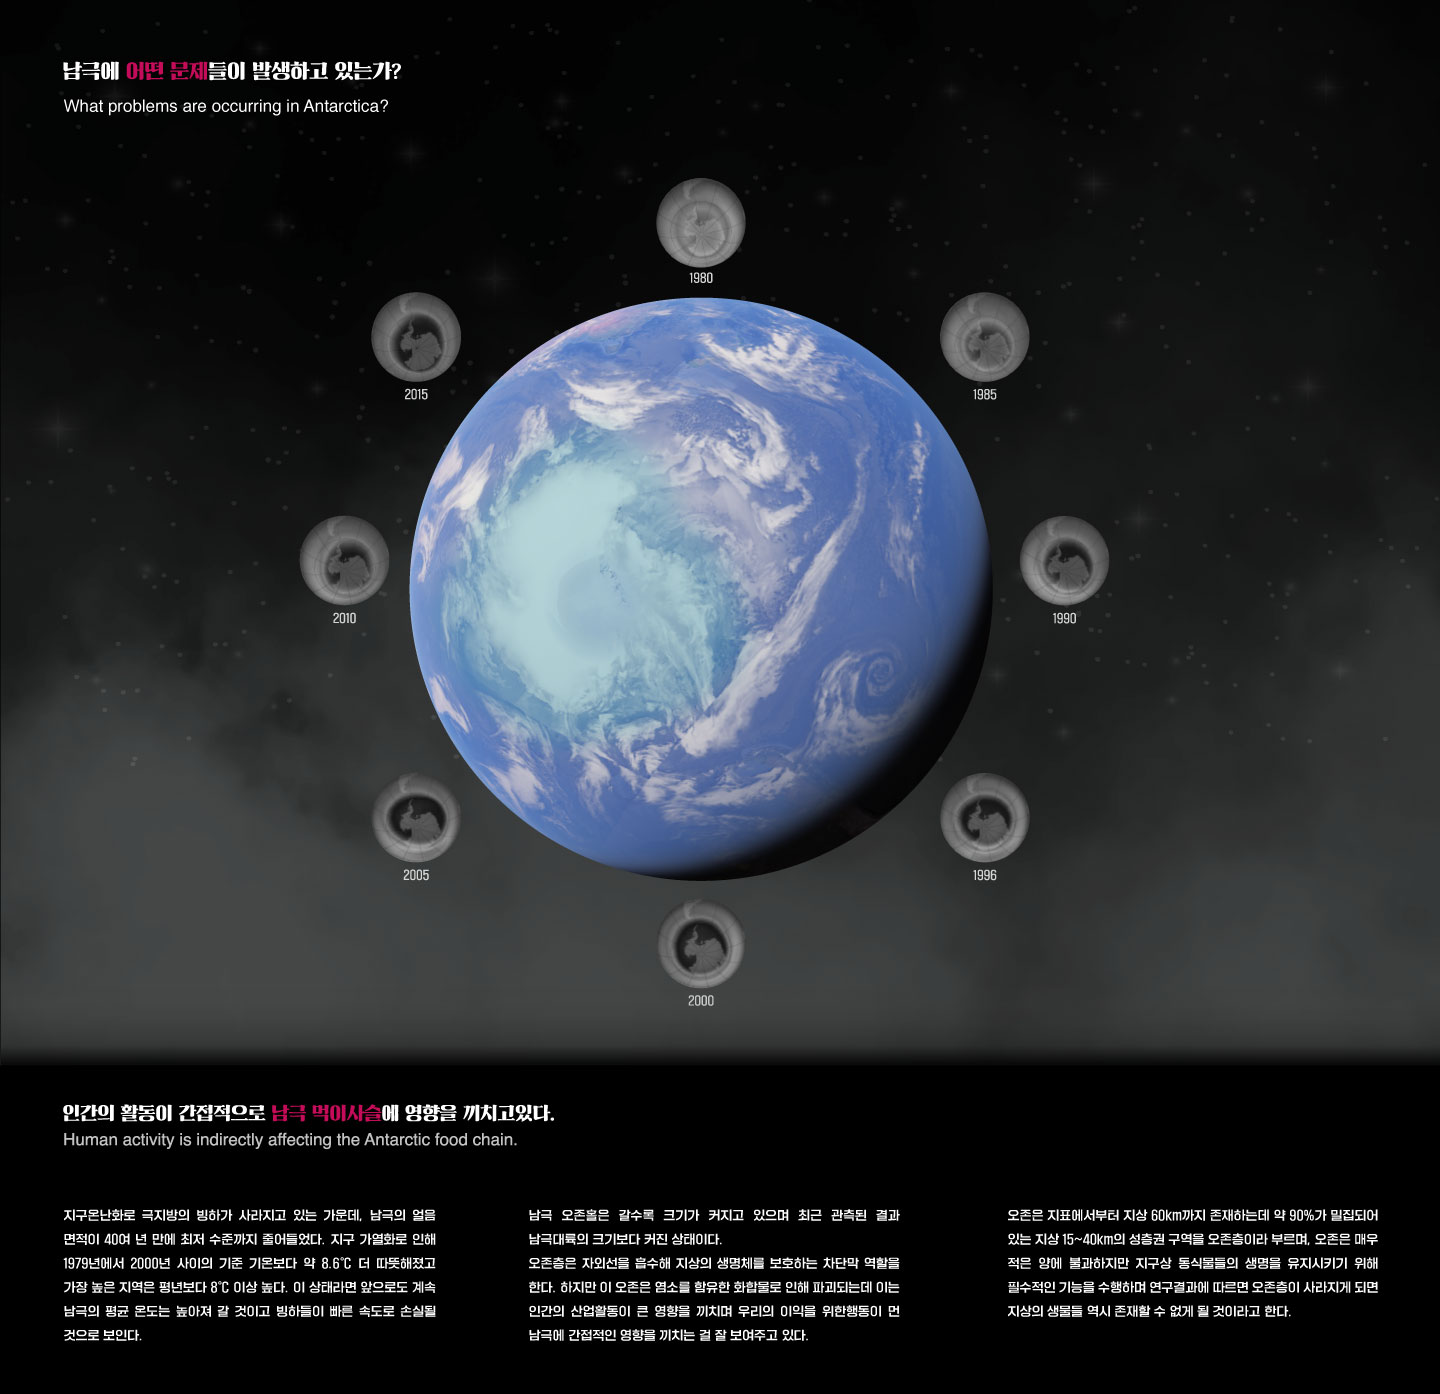 남극에 어떤 문제들이 발생하고 있는가?
What problems are occurring in Antarctica?
1980
2015
1985
2010
1990
2005
1996
2000
인간의 활동이 간접적으로 남극 먹이사슬에 영향을 끼치고있다.
Human activity is indirectly affecting the Antarctic food chain.
지구온난화로 극지방의 빙하가 사라지고 있는 가운데, 남극의 얼음
면적이 40여 년 만에 최저 수준까지 줄어들었다. 지구 가열화로 인해
1979년에서 2000년 사이의 기준 기온보다 약 8.6℃ 더 따뜻해졌고
가장 높은 지역은 평년보다 8℃ 이상 높다. 이 상태라면 앞으로도 계속
남극의 평균 온도는 높아져 갈 것이고 빙하들이 빠른 속도로 손실될
것으로 보인다.
남극 오존홀은 갈수록 크기가 커지고 있으며 최근 관측된 결과
남극대륙의 크기보다 커진 상태이다.
오존층은 자외선을 흡수해 지상의 생명체를 보호하는 차단막 역할을
한다. 하지만 이 오존은 염소를 함유한 화합물로 인해 파괴되는데 이는
인간의 산업활동이 큰 영향을 끼치며 우리의 이익을 위한행동이 먼
남극에 간접적인 영향을 끼치는 걸 잘 보여주고 있다.
오존은 지표에서부터 지상 60km까지 존재하는데 약 90%가 밀집되어
있는 지상 15~40km의 성층권 구역을 오존층이라 부르며, 오존은 매우
적은 양에 불과하지만 지구상 동식물들의 생명을 유지시키기 위해
필수적인 기능을 수행하며 연구결과에 따르면 오존층이 사라지게 되면
지상의 생물들 역시 존재할 수 없게 될 것이라고 한다.